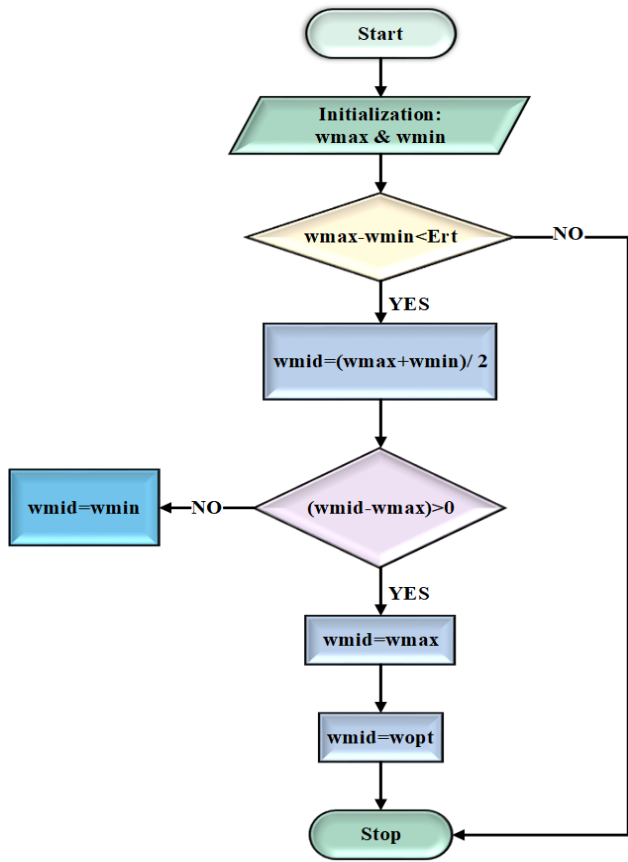 Start
Initialization:
wmax & wmin
wmax-wmin<Ert
NO
YES
wmid=(wmax+wmin)/ 2
(wmid-wmax)>0
NO
wmid=wmin
YES
wmid=wmax
wmid=wopt
Stop